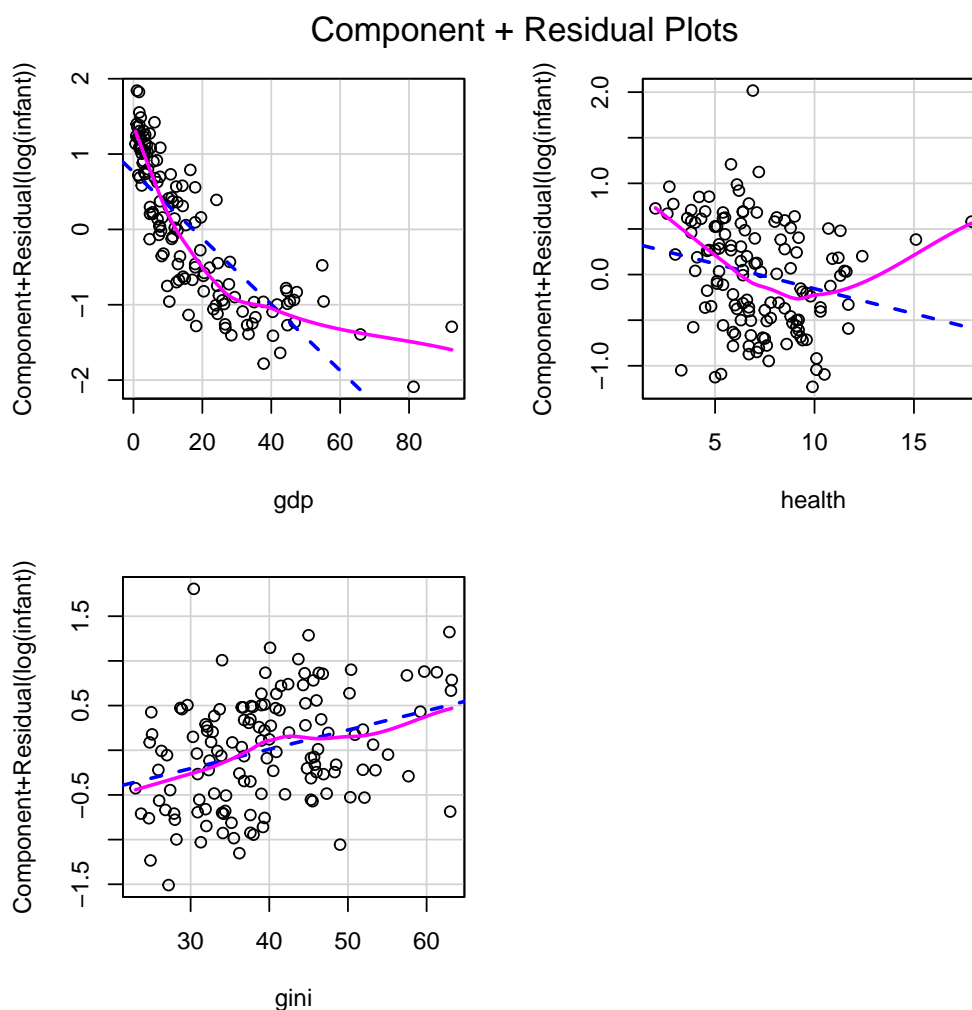 Component + Residual Plots
Component+Residual(log(infant))
2
1
0
-1
-2
0 20 40 60 80
gdp
Component+Residual(log(infant))
2.0
1.0
0.0
−1.0
5 10 15
health
Component+Residual(log(infant))
1.5
0.5
−0.5
−1.5
30 40 50 60
gini